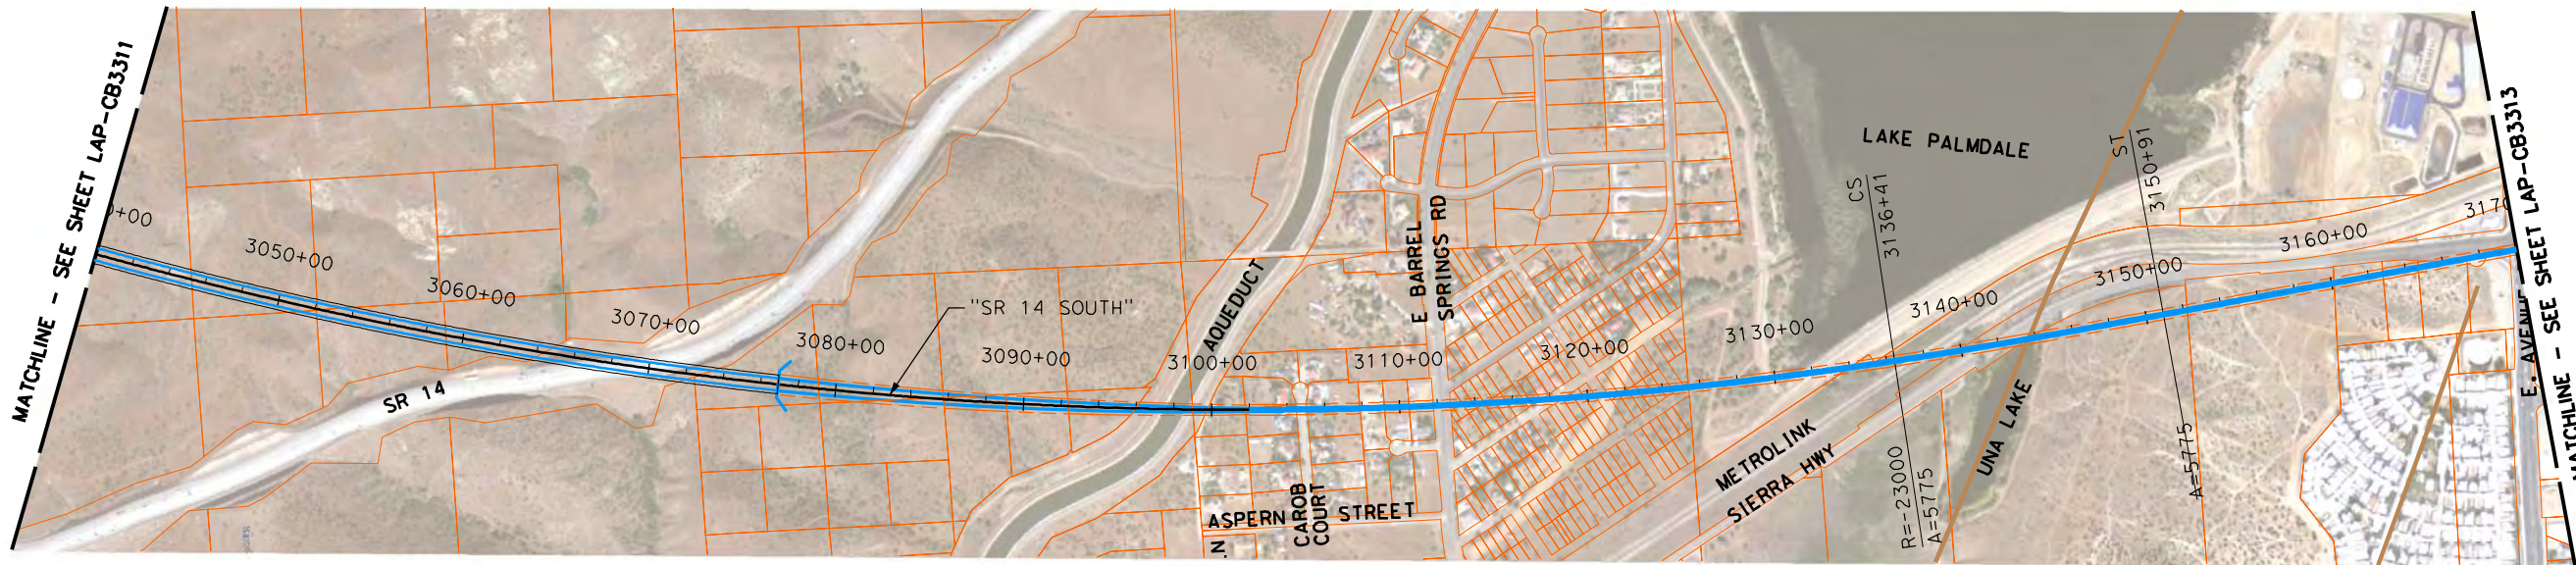 MATCHLINE - SEE SHEET LAP-CB3311
0+00
3050+00
3060+00
3070+00
3080+00
3090+00
3100+00
3110+00
3120+00
3130+00
3140+00
3150+00
3160+00
3170
SR 14
"SR 14 SOUTH"
AQUEDUCT
E BARREL
SPRINGS RD
LAKE PALMDALE
CS
3136+41
ST
3150+91
R=-23000
A=5775
A=5775
METROLINK
SIERRA HWY
UNA LAKE
ASPERN STREET
CAROB
COURT
.N
E. AVENUE
MATCHLINE - SEE SHEET LAP-CB3313